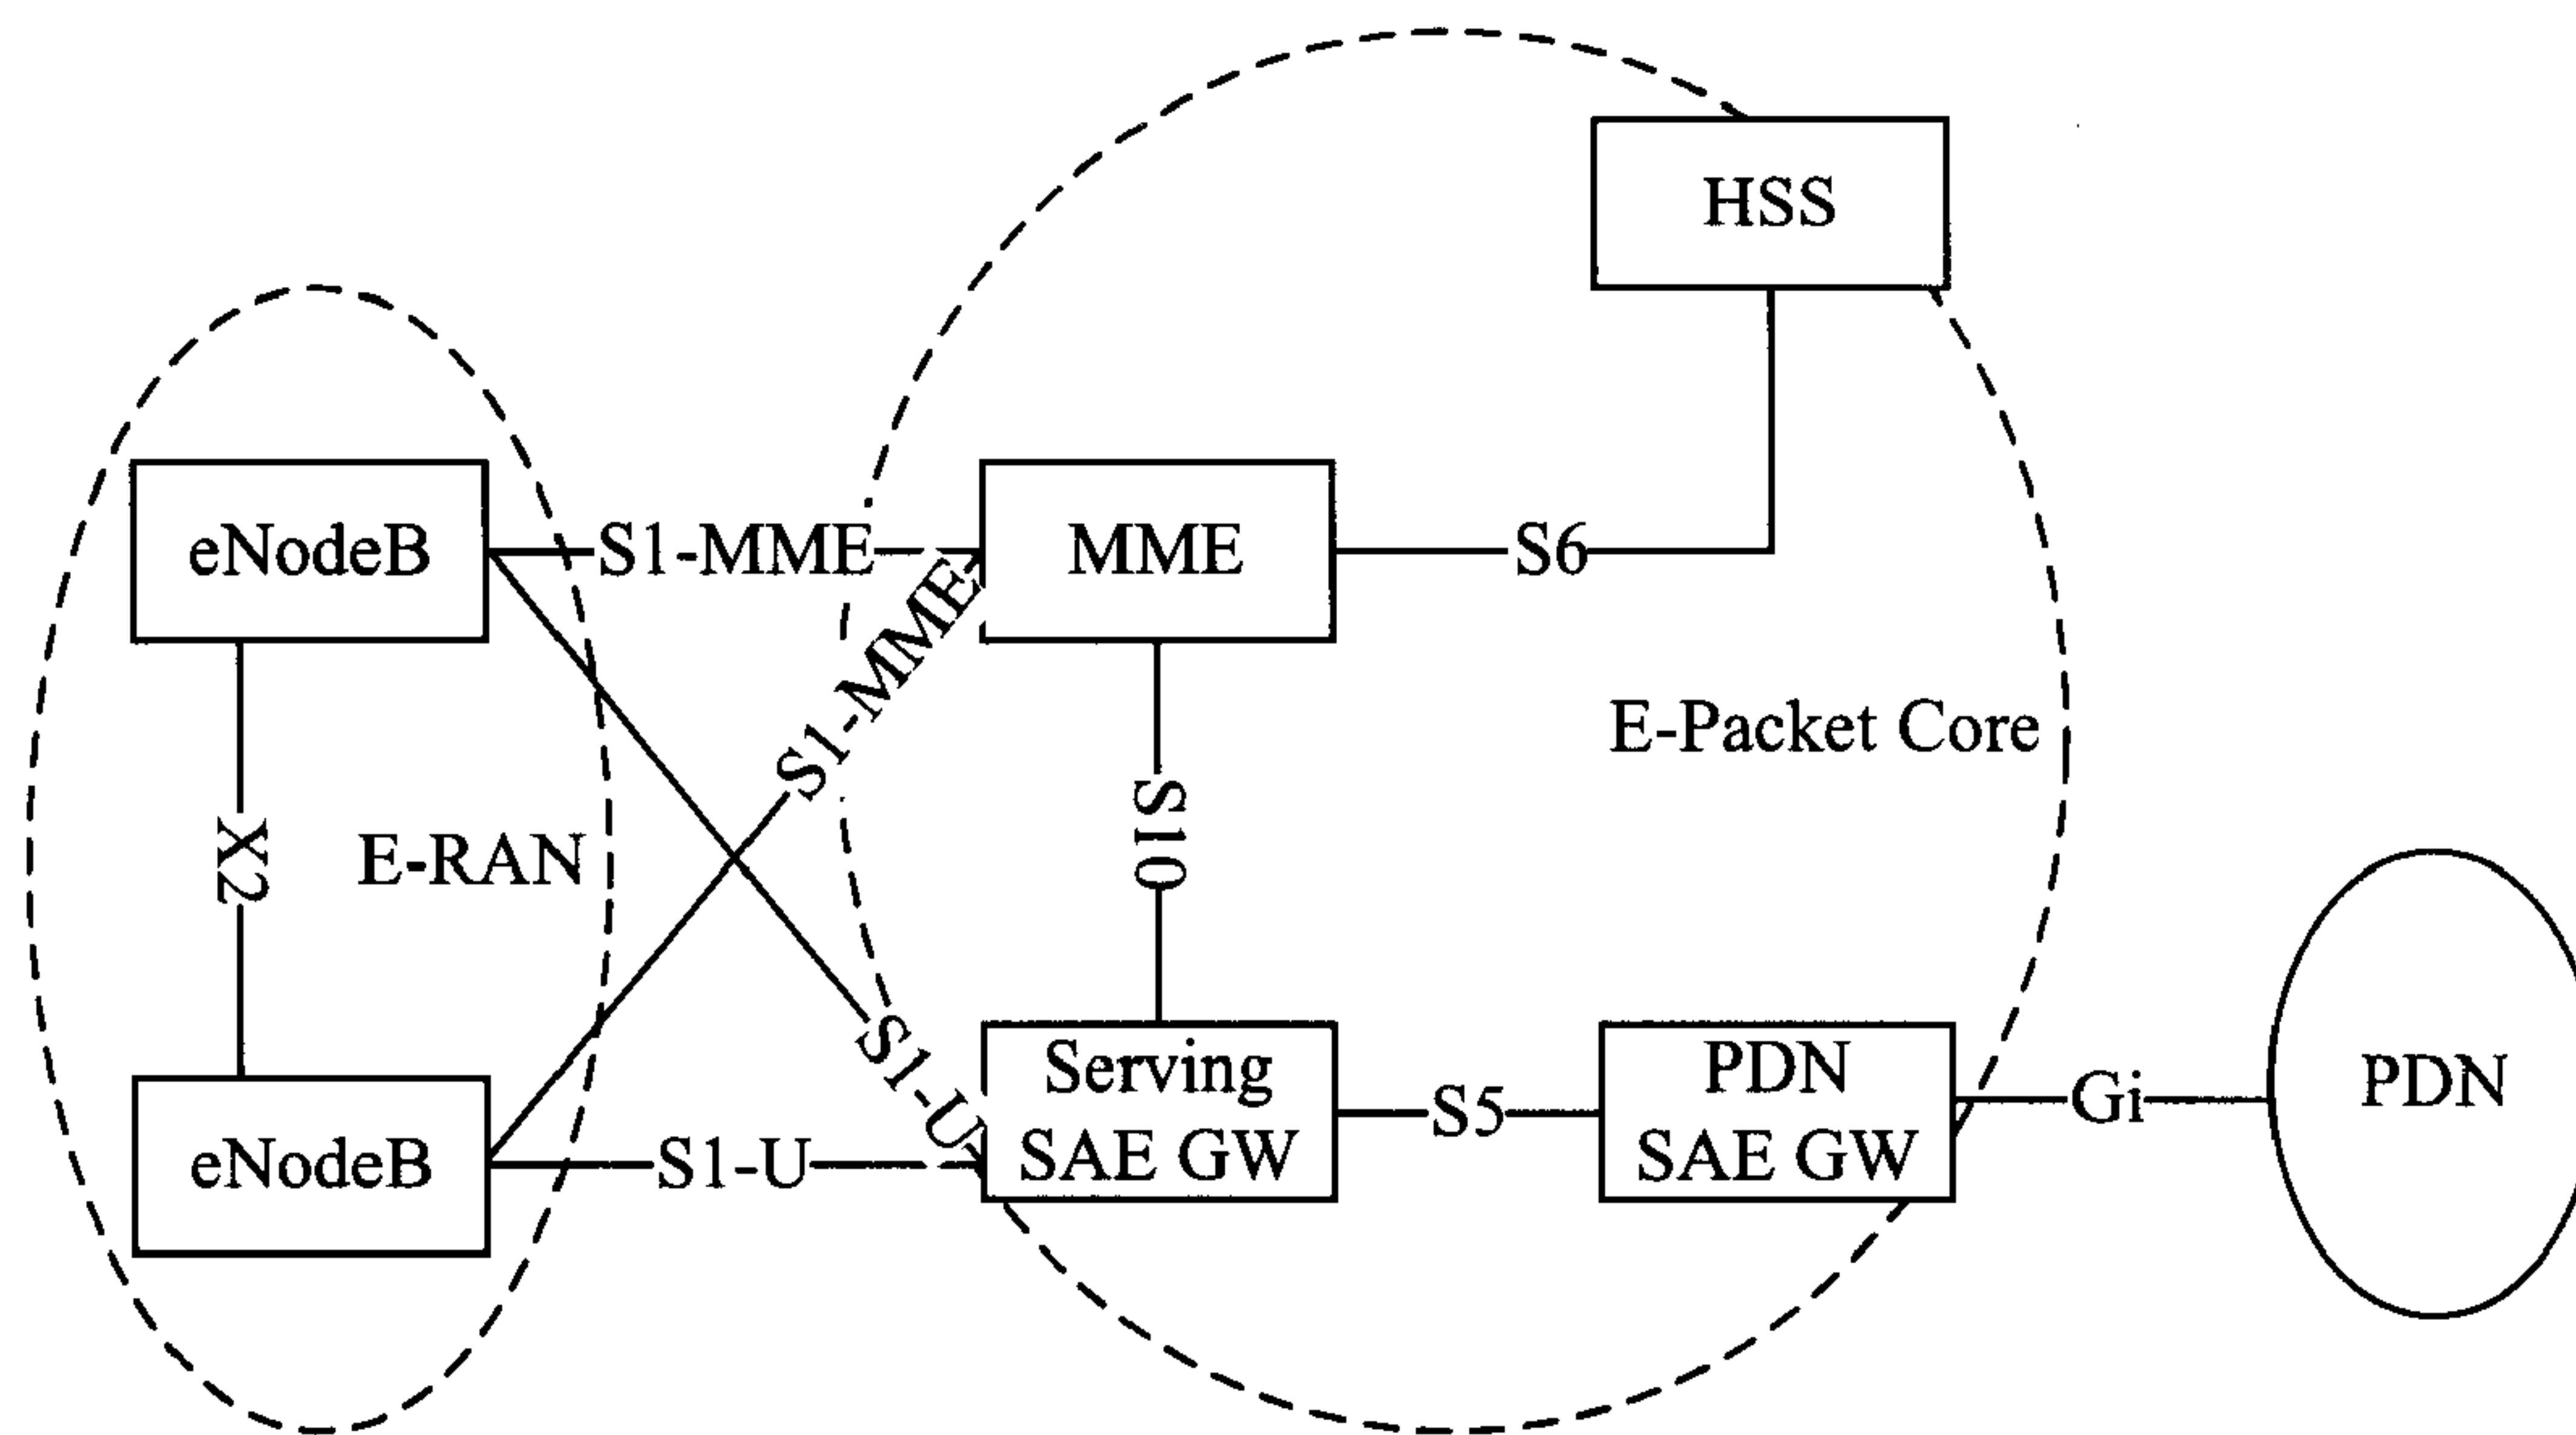 HSS
eNodeB
S1-MME
MME
S6
S1-MME
E-Packet Core
X2
E-RAN
S10
S1-U
Serving
SAE GW
S5
PDN
SAE GW
Gi
PDN
eNodeB
S1-U